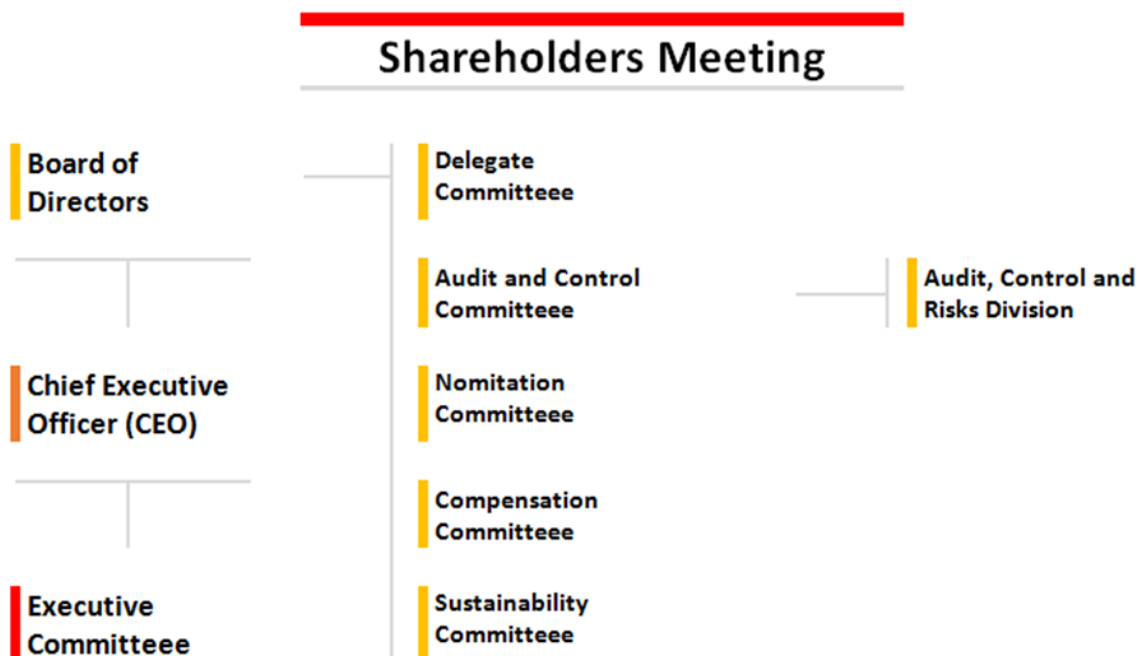 Shareholders Meeting
Board of
Directors
Delegate
Committeee
Audit and Control
Committeee
Audit, Control and
Risks Division
Chief Executive
Officer (CEO)
Nomitation
Committeee
Compensation
Committeee
Executive
Committeee
Sustainability
Committeee